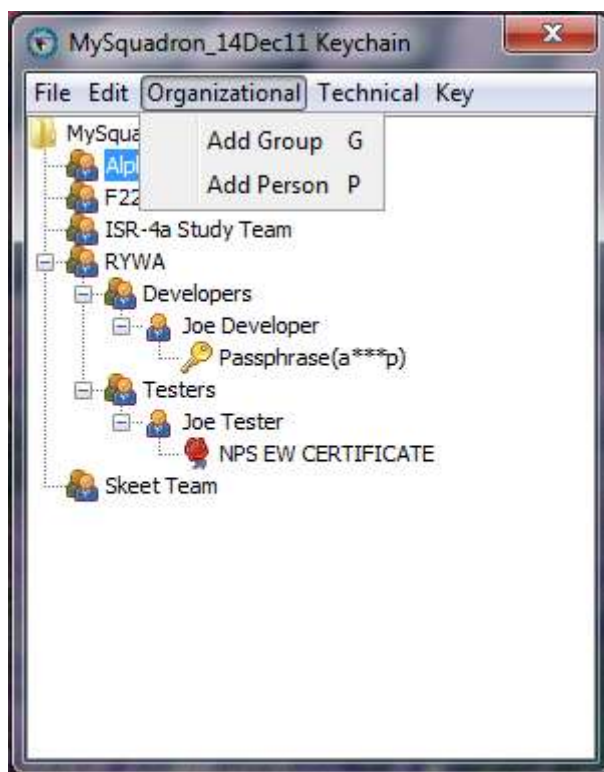 MySquadron_14Dec11 Keychain
File Edit Organizational Technical Key
Add Group G
Add Person P
ISR-4a Study Team
RYWA
Developers
Joe Developer
Passphrase(a***p)
Testers
Joe Tester
NPS EW CERTIFICATE
Skeet Team